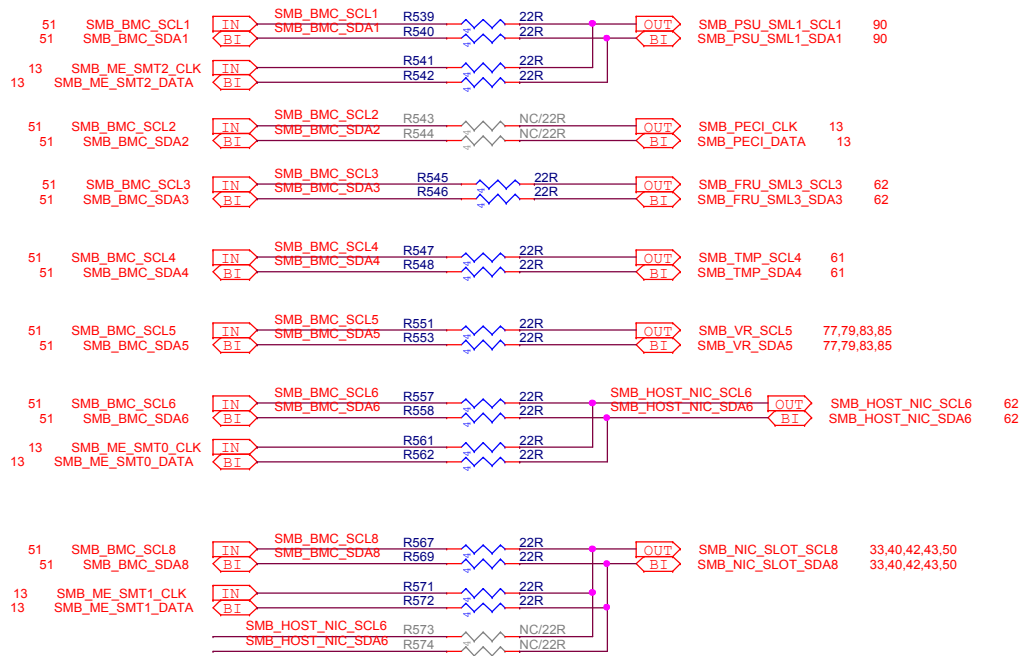 SMB_BMC_SCL1 R539 22R
51 SMB_BMC_SCL1 IN OUT SMB_PSU_SML1_SCL1 90
SMB_BMC_SDA1 R540 22R
51 SMB_BMC_SDA1 BI BI SMB_PSU_SML1_SDA1 90
R541 22R
13 SMB_ME_SMT2_CLK IN
R542 22R
13 SMB_ME_SMT2_DATA BI
SMB_BMC_SCL2 R543 NC/22R
51 SMB_BMC_SCL2 IN OUT SMB_PECI_CLK 13
SMB_BMC_SDA2 R544 NC/22R
51 SMB_BMC_SDA2 BI BI SMB_PECI_DATA 13
SMB_BMC_SCL3 R545 22R
51 SMB_BMC_SCL3 IN OUT SMB_FRU_SML3_SCL3 62
SMB_BMC_SDA3 R546 22R
51 SMB_BMC_SDA3 BI BI SMB_FRU_SML3_SDA3 62
SMB_BMC_SCL4 R547 22R
51 SMB_BMC_SCL4 IN OUT SMB_TMP_SCL4 61
SMB_BMC_SDA4 R548 22R
51 SMB_BMC_SDA4 BI BI SMB_TMP_SDA4 61
SMB_BMC_SCL5 R551 22R
51 SMB_BMC_SCL5 IN OUT SMB_VR_SCL5 77,79,83,85
SMB_BMC_SDA5 R553 22R
51 SMB_BMC_SDA5 BI BI SMB_VR_SDA5 77,79,83,85
SMB_BMC_SCL6 R557 22R SMB_HOST_NIC_SCL6
51 SMB_BMC_SCL6 IN OUT SMB_HOST_NIC_SCL6 62
SMB_BMC_SDA6 R558 22R SMB_HOST_NIC_SDA6
51 SMB_BMC_SDA6 BI BI SMB_HOST_NIC_SDA6 62
R561 22R
13 SMB_ME_SMT0_CLK IN
R562 22R
13 SMB_ME_SMT0_DATA BI
SMB_BMC_SCL8 R567 22R
51 SMB_BMC_SCL8 IN OUT SMB_NIC_SLOT_SCL8 33,40,42,43,50
SMB_BMC_SDA8 R569 22R
51 SMB_BMC_SDA8 BI BI SMB_NIC_SLOT_SDA8 33,40,42,43,50
R571 22R
13 SMB_ME_SMT1_CLK IN
R572 22R
13 SMB_ME_SMT1_DATA BI
SMB_HOST_NIC_SCL6 R573 NC/22R
SMB_HOST_NIC_SDA6 R574 NC/22R